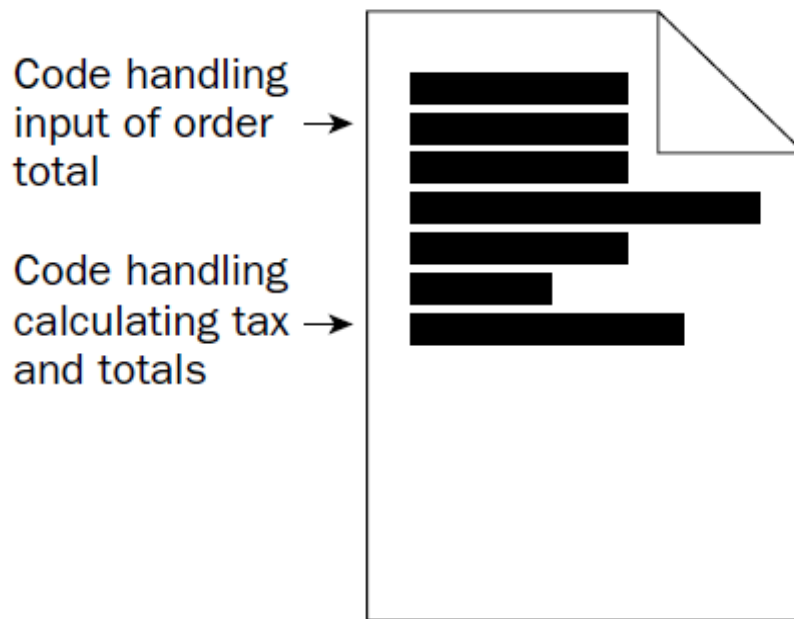 Code handling
input of order
total
Code handling
calculating tax
and totals